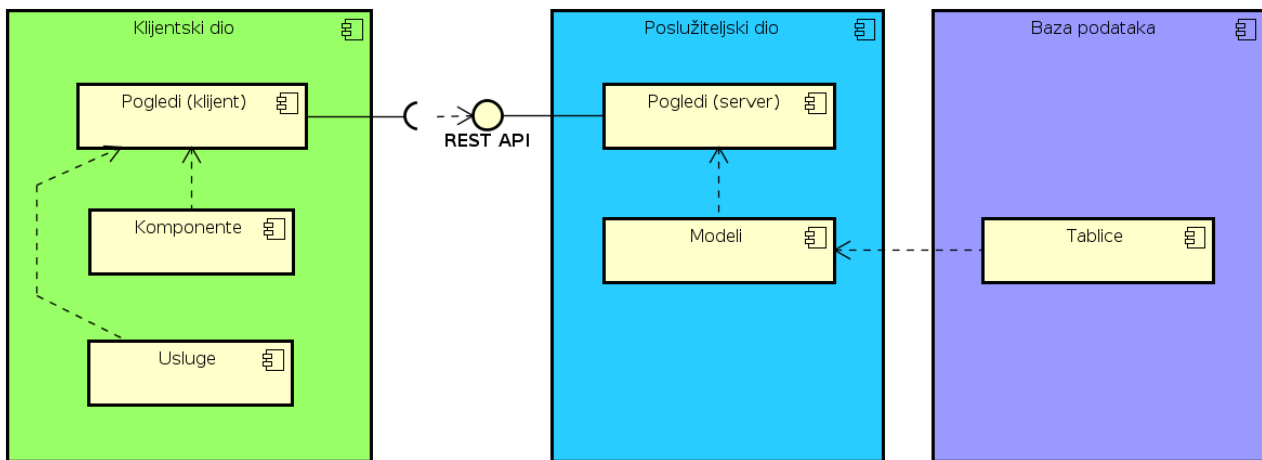 Klijentski dio
Pogledi (klijent)
Komponente
Usluge
REST API
Poslužiteljski dio
Pogledi (server)
Modeli
Baza podataka
Tablice